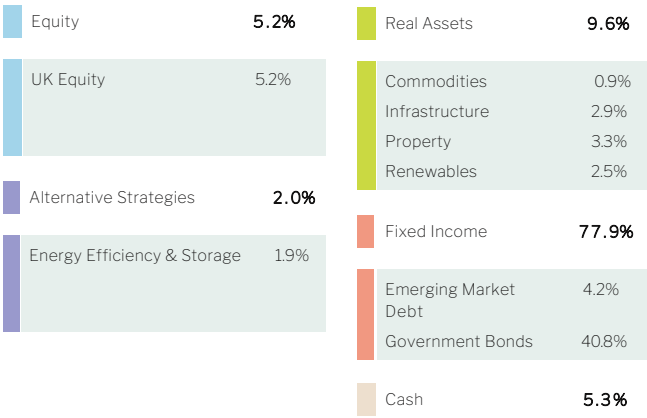 Equity 5.2%
UK Equity 5.2%
Alternative Strategies 2.0%
Energy Efficiency & Storage 1.9%
Real Assets 9.6%
Commodities 0.9%
Infrastructure 2.9%
Property 3.3%
Renewables 2.5%
Fixed Income 77.9%
Emerging Market 4.2%
Debt
Government Bonds 40.8%
Cash 5.3%